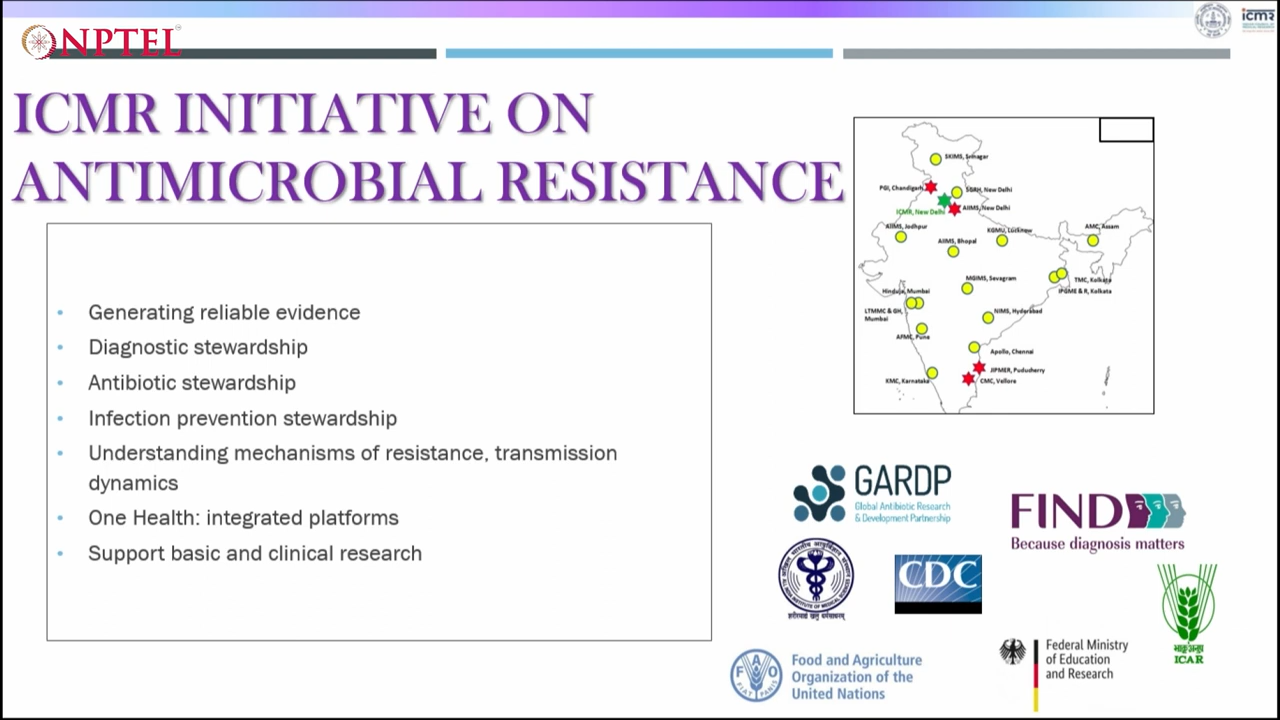 NPTEL
icmr
ICMR INITIATIVE ON
ANTIMICROBIAL RESISTANCE
• Generating reliable evidence
• Diagnostic stewardship
• Antibiotic stewardship
• Infection prevention stewardship
• Understanding mechanisms of resistance, transmission
dynamics
• One Health: integrated platforms
• Support basic and clinical research
SKIMS, Srinagar
PGI, Chandigarh
SGRH, New Delhi
ICMR, New Delhi
AIIMS, New Delhi
AIIMS, Jodhpur
KGMU, Lucknow
AMC, Assam
AIIMS, Bhopal
MGIMS, Sevagram
TMC, Kolkata
Hinduja, Mumbai
IPGME & R, Kolkata
LTMMC & GH,
Mumbai
NIMS, Hyderabad
AFMC, Pune
Apollo, Chennai
JIPMER, Puducherry
KMC, Karnataka
CMC, Vellore
GARDP
Global Antibiotic Research
& Development Partnership
FIND
Because diagnosis matters
CDC
भाकृअनुप
ICAR
FAO
FIAT PANIS
Food and Agriculture
Organization of the
United Nations
Federal Ministry
of Education
and Research